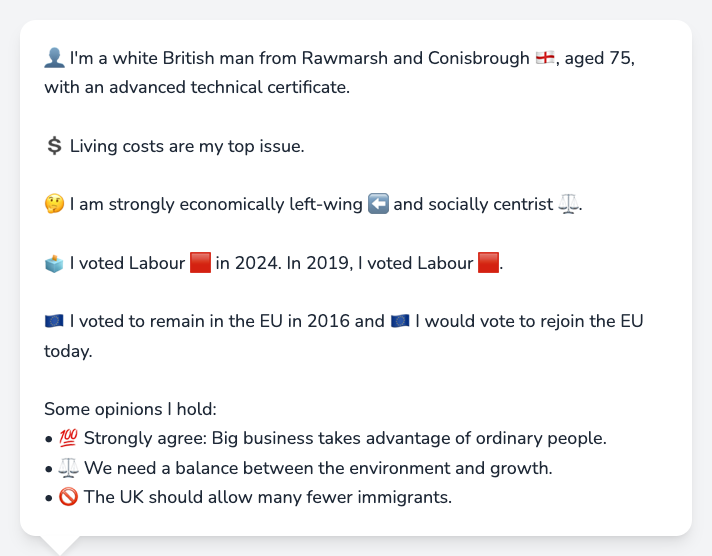 👤 I'm a white British man from Rawmarsh and Conisbrough 🏴󠁧󠁢󠁥󠁮󠁧󠁿, aged 75,
with an advanced technical certificate.
💲 Living costs are my top issue.
🤔 I am strongly economically left-wing ⬅️ and socially centrist ⚖️.
🗳️ I voted Labour 🟥 in 2024. In 2019, I voted Labour 🟥.
🇪🇺 I voted to remain in the EU in 2016 and 🇪🇺 I would vote to rejoin the EU
today.
Some opinions I hold:
• 💯 Strongly agree: Big business takes advantage of ordinary people.
• ⚖️ We need a balance between the environment and growth.
• 🚫 The UK should allow many fewer immigrants.